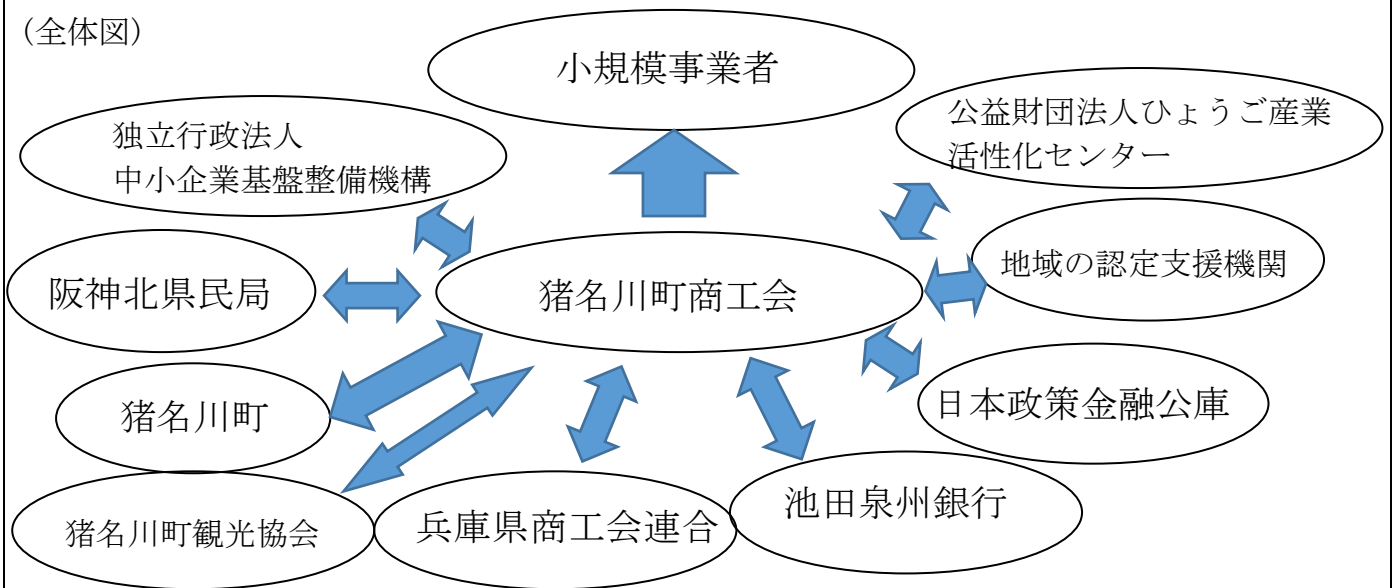 (全体図)
小規模事業者
公益財団法人ひょうご産業
活性化センター
独立行政法人
中小企業基盤整備機構
地域の認定支援機関
阪神北県民局
猪名川町商工会
日本政策金融公庫
猪名川町
池田泉州銀行
猪名川町観光協会
兵庫県商工会連合